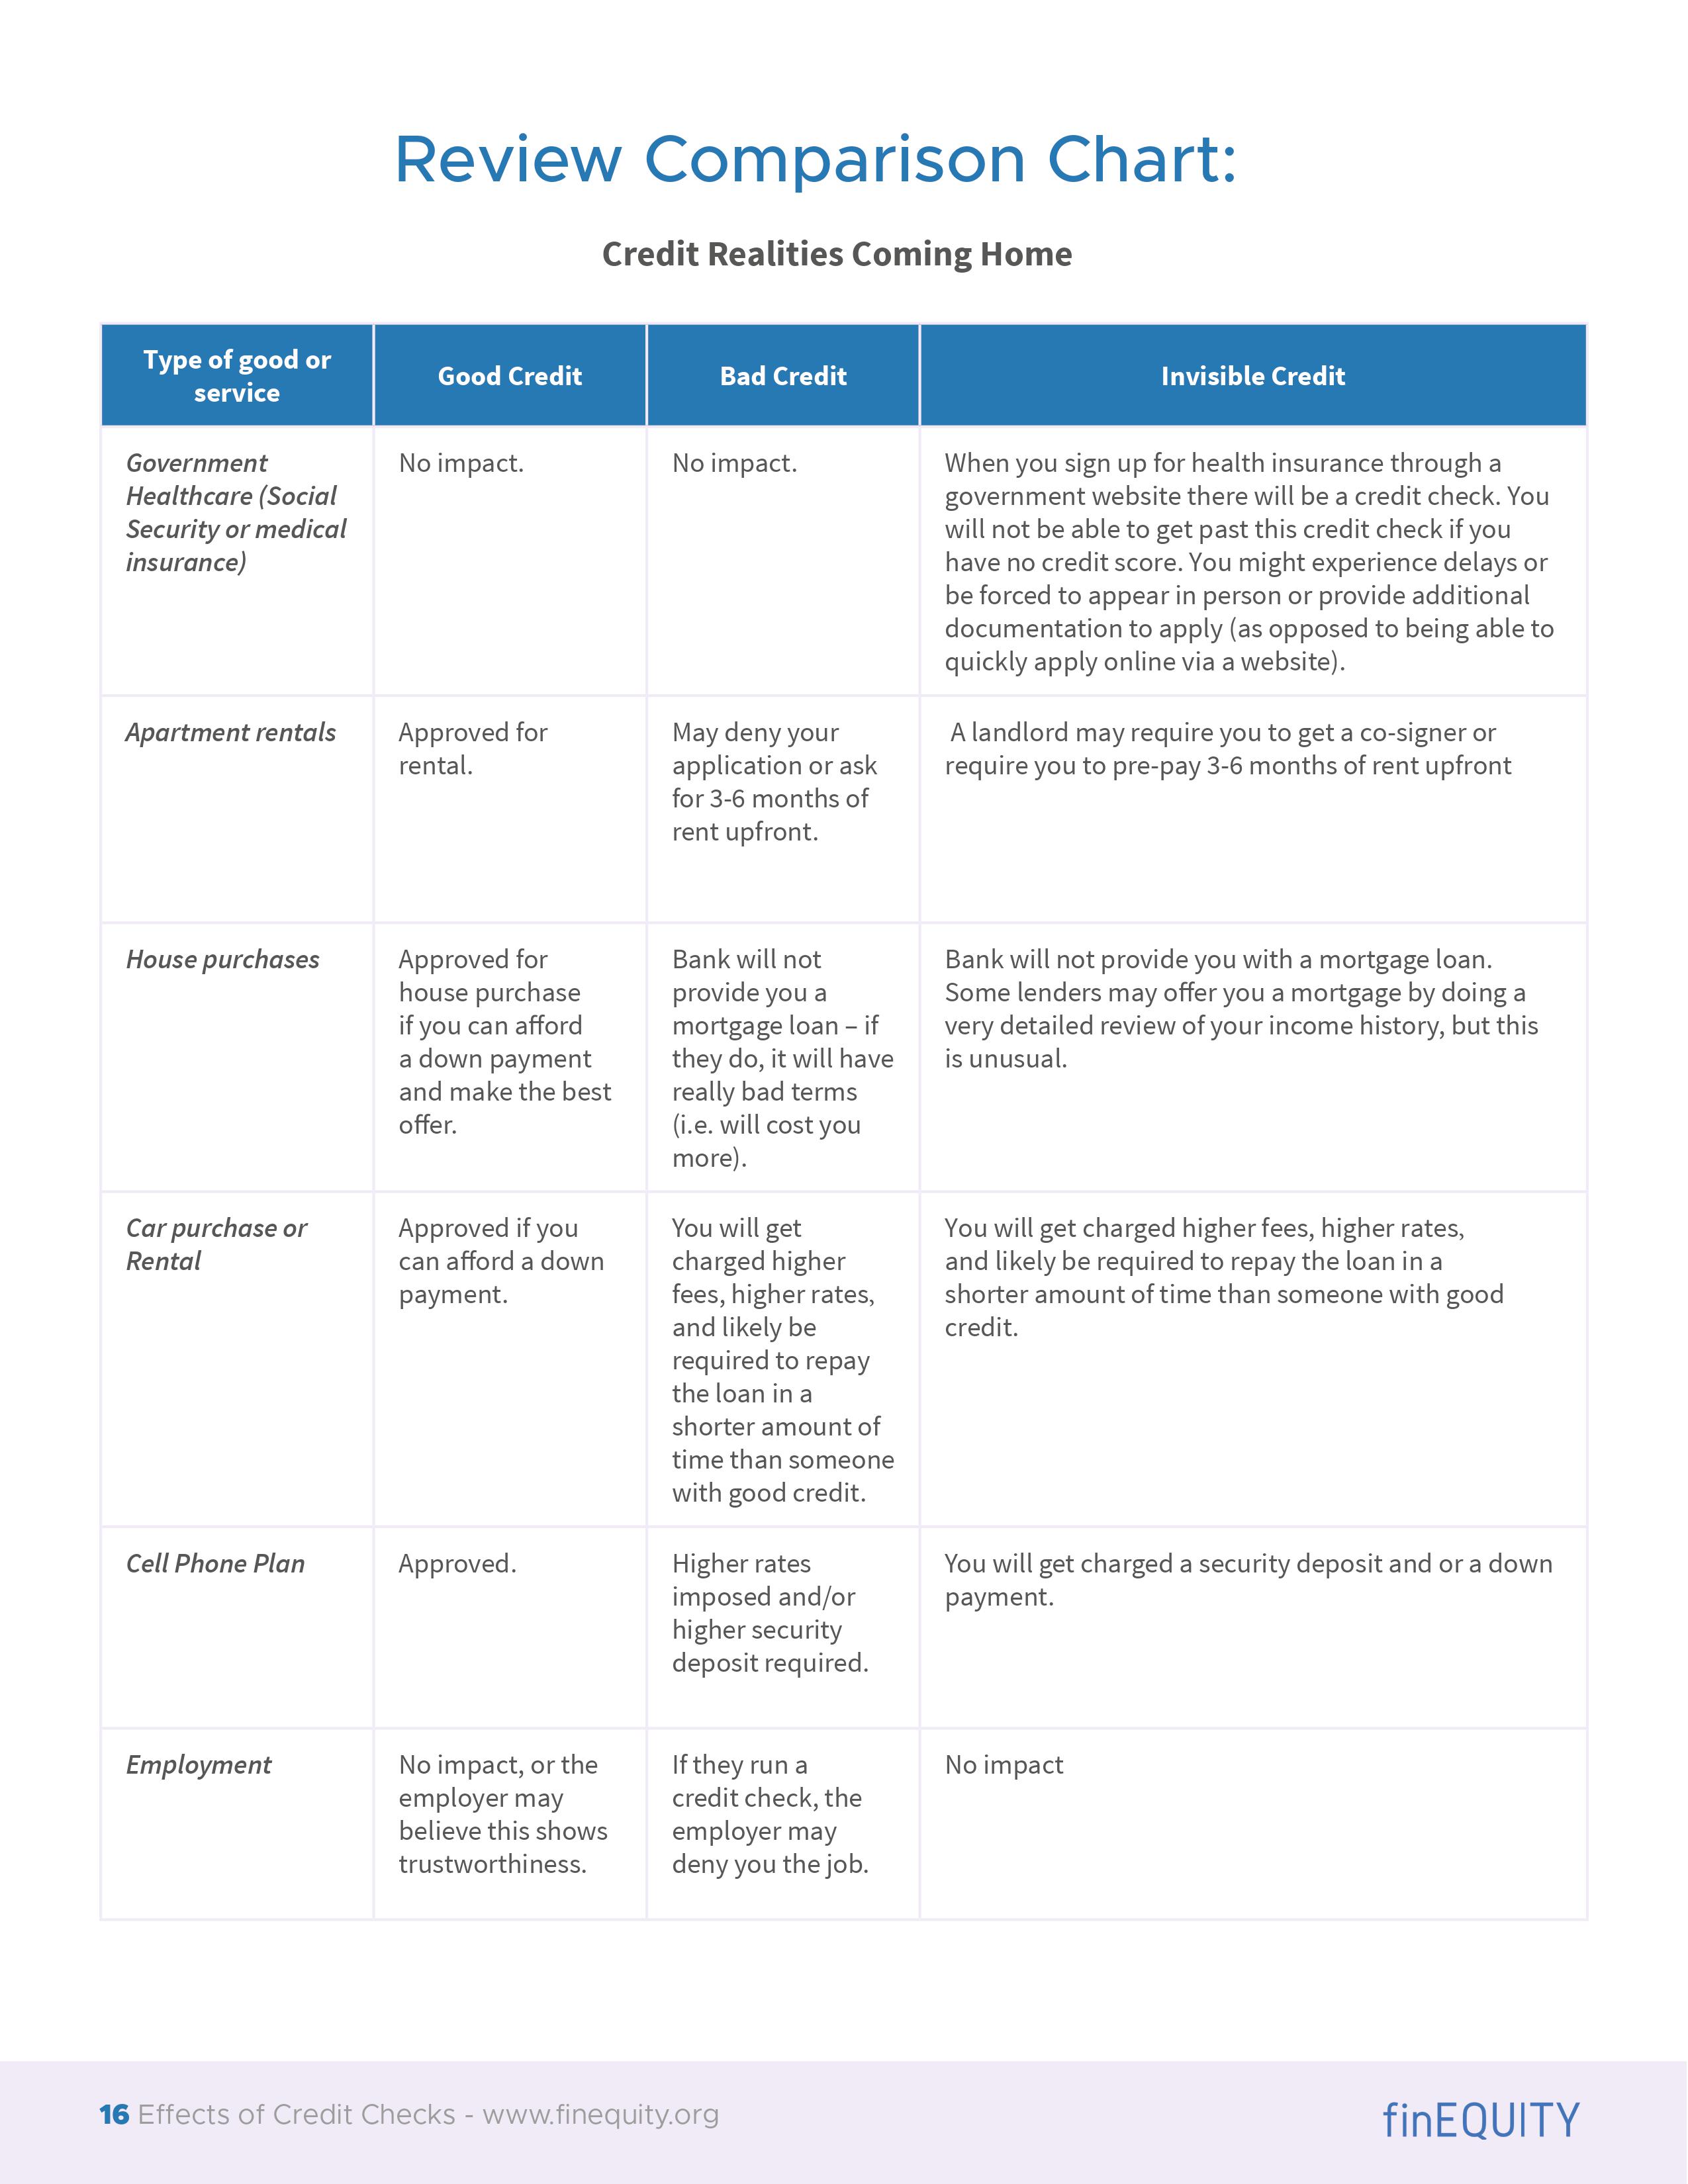 Review Comparison Chart:
Credit Realities Coming Home
Type of good or
service
Good Credit
Bad Credit
Invisible Credit
Government
Healthcare (Social
Security or medical
insurance)
No impact.
No impact.
When you sign up for health insurance through a
government website there will be a credit check. You
will not be able to get past this credit check if you
have no credit score. You might experience delays or
be forced to appear in person or provide additional
documentation to apply (as opposed to being able to
quickly apply online via a website).
Apartment rentals
Approved for
rental.
May deny your
application or ask
for 3-6 months of
rent upfront.
A landlord may require you to get a co-signer or
require you to pre-pay 3-6 months of rent upfront
House purchases
Approved for
house purchase
if you can afford
a down payment
and make the best
offer.
Bank will not
provide you a
mortgage loan – if
they do, it will have
really bad terms
(i.e. will cost you
more).
Bank will not provide you with a mortgage loan.
Some lenders may offer you a mortgage by doing a
very detailed review of your income history, but this
is unusual.
Car purchase or
Rental
Approved if you
can afford a down
payment.
You will get
charged higher
fees, higher rates,
and likely be
required to repay
the loan in a
shorter amount of
time than someone
with good credit.
You will get charged higher fees, higher rates,
and likely be required to repay the loan in a
shorter amount of time than someone with good
credit.
Cell Phone Plan
Approved.
Higher rates
imposed and/or
higher security
deposit required.
You will get charged a security deposit and or a down
payment.
Employment
No impact, or the
employer may
believe this shows
trustworthiness.
If they run a
credit check, the
employer may
deny you the job.
No impact
16 Effects of Credit Checks - www.finequity.org
finEQUITY